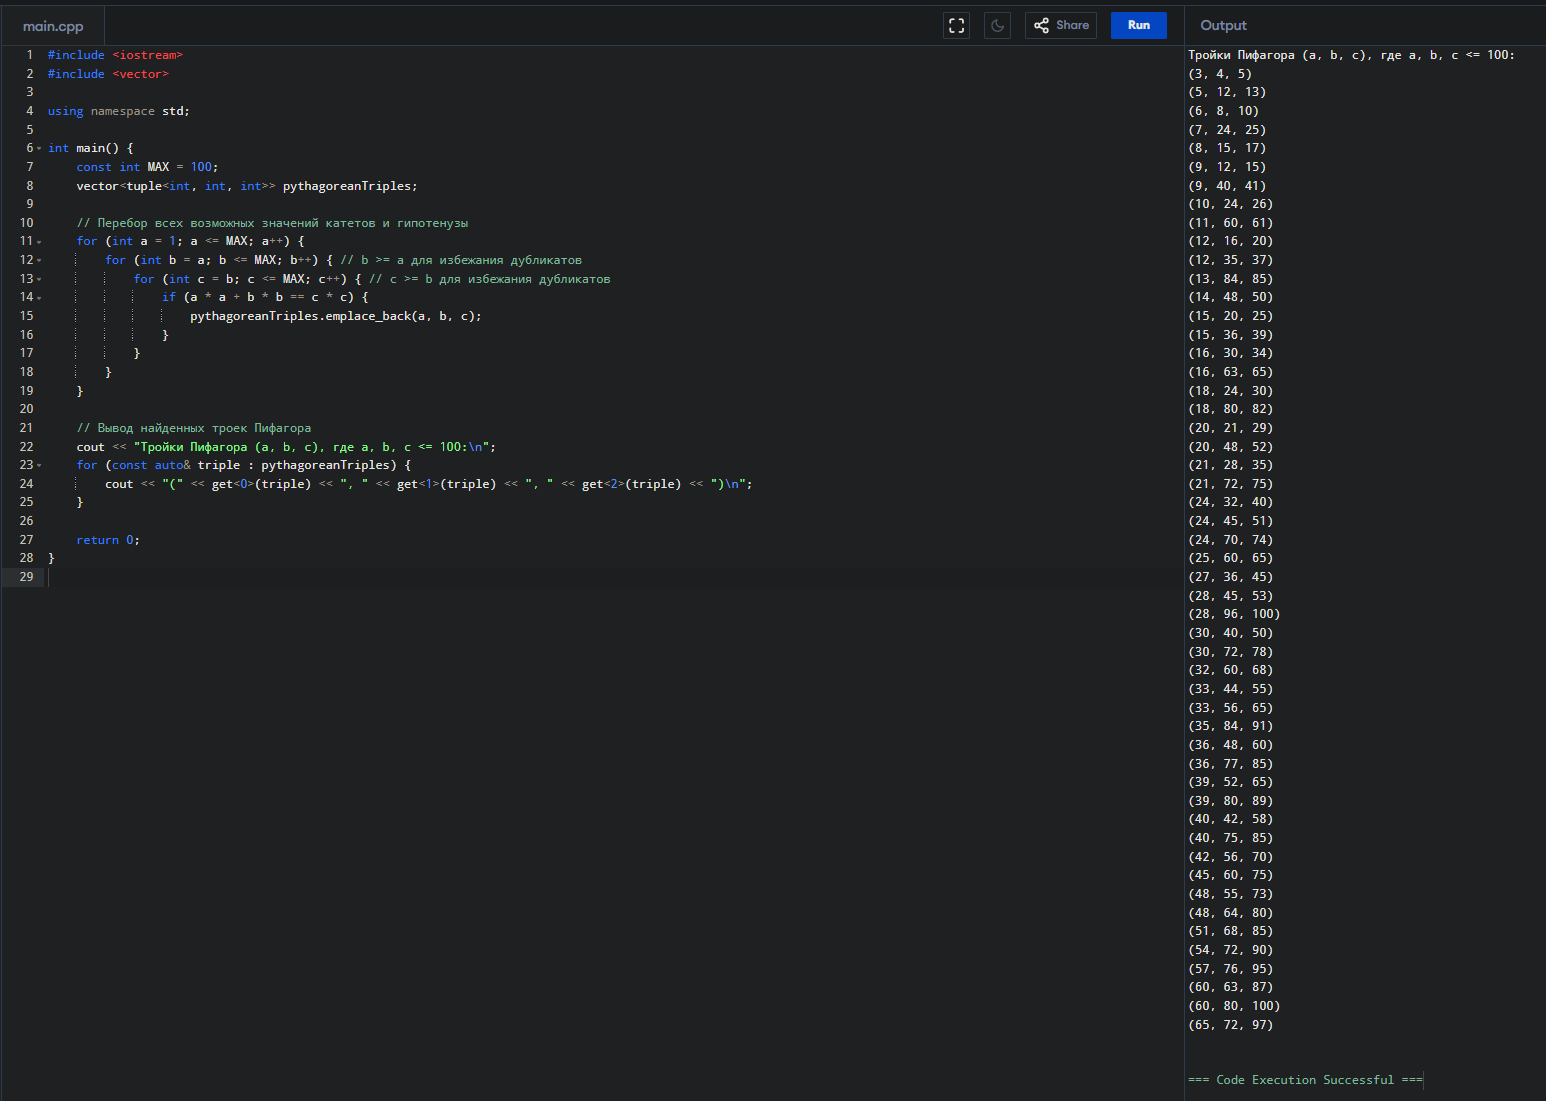 main.cpp
Share
Run
Output
1 #include <iostream>
2 #include <vector>
3
4 using namespace std;
5
6 int main() {
7     const int MAX = 100;
8     vector<tuple<int, int, int>> pythagoreanTriples;
9
10     // Перебор всех возможных значений катетов и гипотенузы
11     for (int a = 1; a <= MAX; a++) {
12         for (int b = a; b <= MAX; b++) { // b >= a для избежания дубликатов
13             for (int c = b; c <= MAX; c++) { // c >= b для избежания дубликатов
14                 if (a * a + b * b == c * c) {
15                     pythagoreanTriples.emplace_back(a, b, c);
16                 }
17             }
18         }
19     }
20
21     // Вывод найденных троек Пифагора
22     cout << "Тройки Пифагора (a, b, c), где a, b, c <= 100:\n";
23     for (const auto& triple : pythagoreanTriples) {
24         cout << "(" << get<0>(triple) << ", " << get<1>(triple) << ", " << get<2>(triple) << ")\n";
25     }
26
27     return 0;
28 }
29
Тройки Пифагора (a, b, c), где a, b, c <= 100:
(3, 4, 5)
(5, 12, 13)
(6, 8, 10)
(7, 24, 25)
(8, 15, 17)
(9, 12, 15)
(9, 40, 41)
(10, 24, 26)
(11, 60, 61)
(12, 16, 20)
(12, 35, 37)
(13, 84, 85)
(14, 48, 50)
(15, 20, 25)
(15, 36, 39)
(16, 30, 34)
(16, 63, 65)
(18, 24, 30)
(18, 80, 82)
(20, 21, 29)
(20, 48, 52)
(21, 28, 35)
(21, 72, 75)
(24, 32, 40)
(24, 45, 51)
(24, 70, 74)
(25, 60, 65)
(27, 36, 45)
(28, 45, 53)
(28, 96, 100)
(30, 40, 50)
(30, 72, 78)
(32, 60, 68)
(33, 44, 55)
(33, 56, 65)
(35, 84, 91)
(36, 48, 60)
(36, 77, 85)
(39, 52, 65)
(39, 80, 89)
(40, 42, 58)
(40, 75, 85)
(42, 56, 70)
(45, 60, 75)
(48, 55, 73)
(48, 64, 80)
(51, 68, 85)
(54, 72, 90)
(57, 76, 95)
(60, 63, 87)
(60, 80, 100)
(65, 72, 97)
=== Code Execution Successful ===